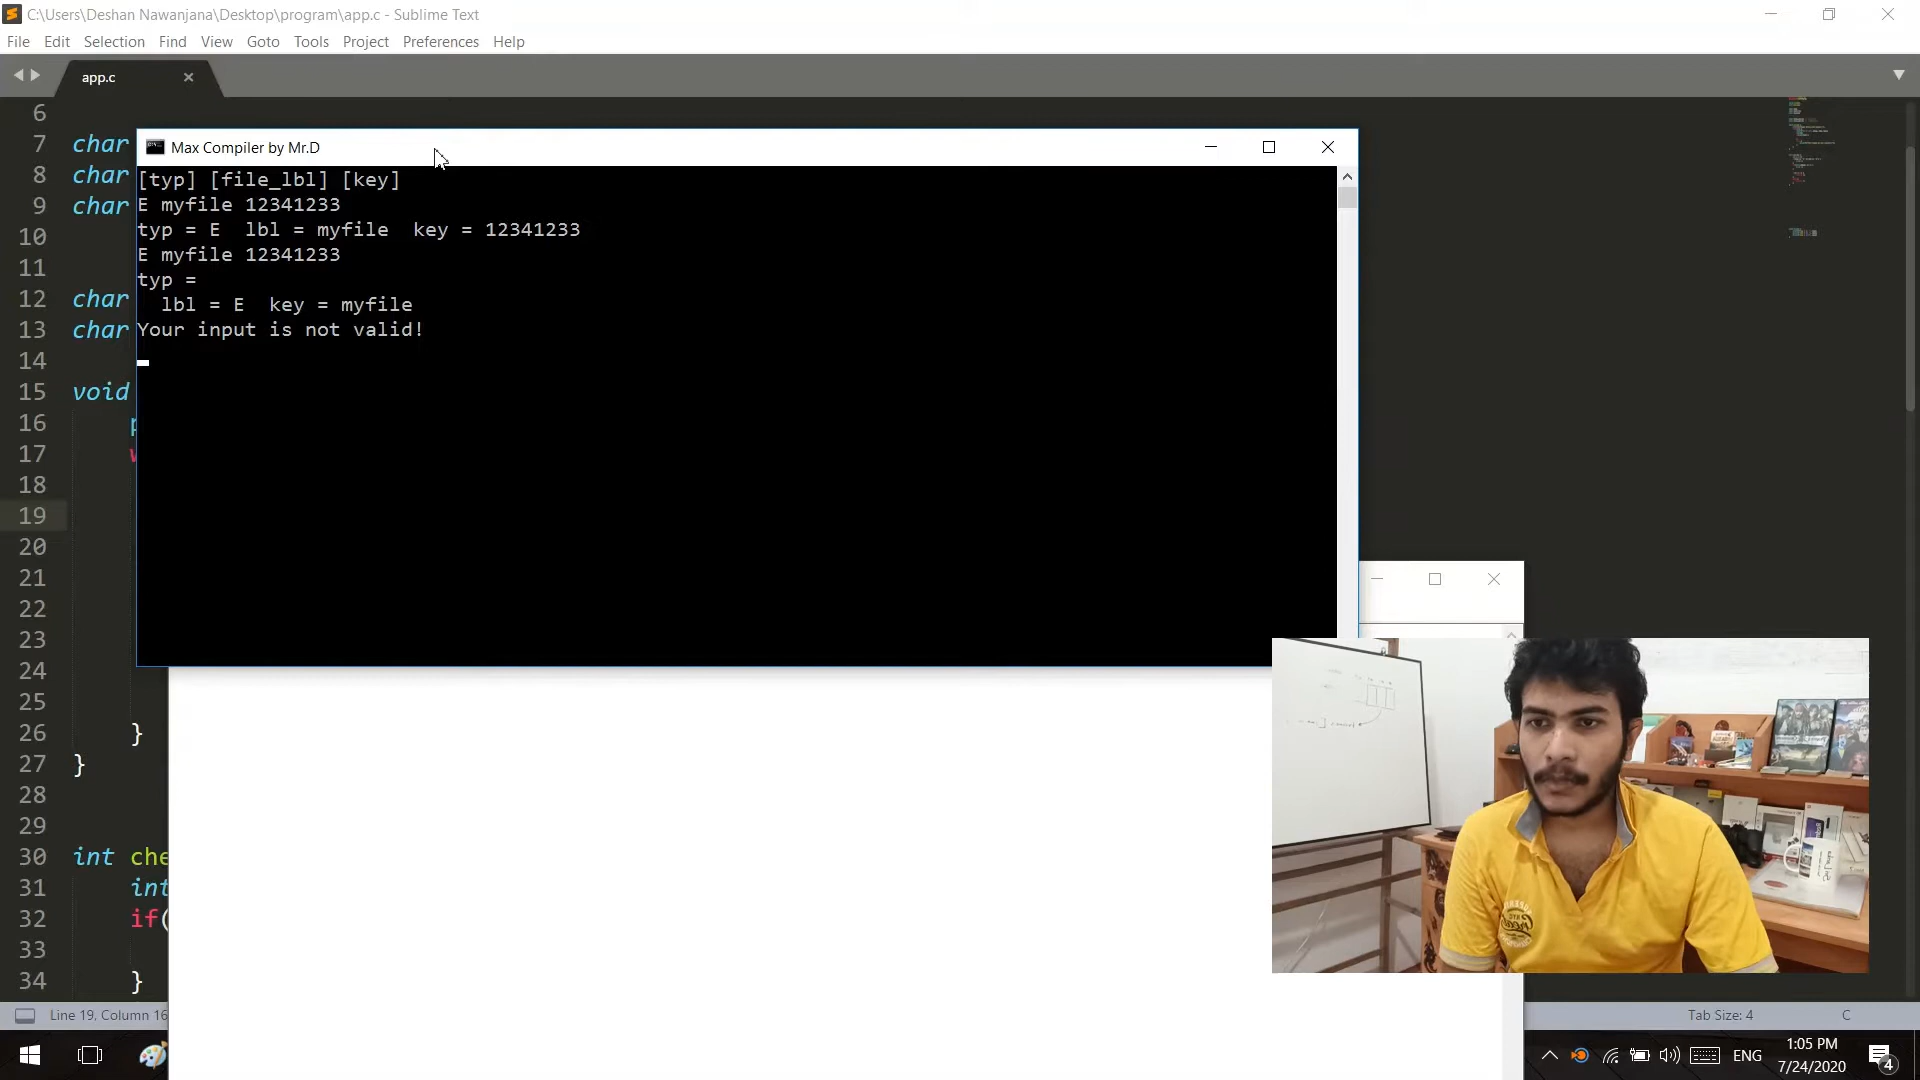 C:\Users\Deshan Nawanjana\Desktop\program\app.c - Sublime Text
File Edit Selection Find View Goto Tools Project Preferences Help
app.c
Max Compiler by Mr.D
[typ] [file_lbl] [key]
E myfile 12341233
typ = E  lbl = myfile  key = 12341233
E myfile 12341233
typ =
lbl = E  key = myfile
Your input is not valid!
6
7 char
8 char
9 char
10
11
12 char
13 char
14
15 void
16 p
17 w
18
19
20
21
22
23
24
25
26 }
27 }
28
29
30 int che
31 int
32 if(
33
34 }
Line 19, Column 16
Tab Size: 4
C
ENG
1:05 PM
7/24/2020
4